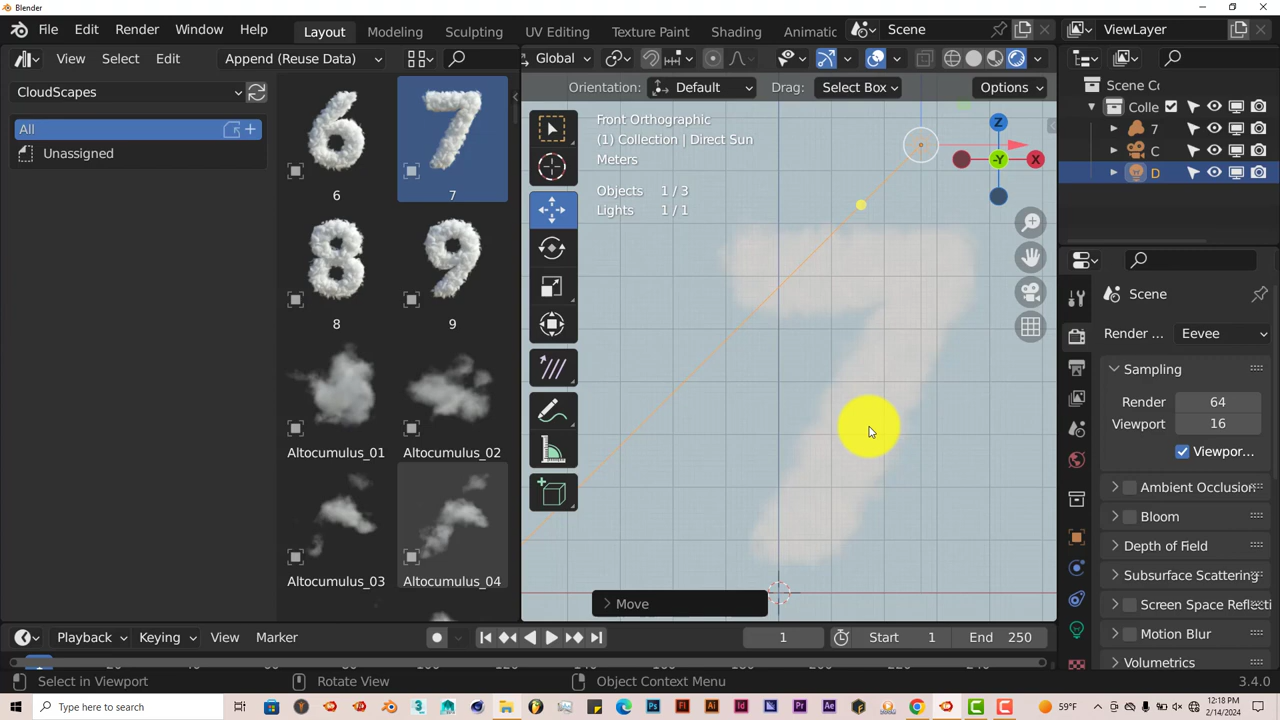 Blender
File Edit Render Window Help Layout Modeling Sculpting UV Editing Texture Paint Shading Animatic Scene ViewLayer
View Select Edit Append (Reuse Data) Global
CloudScapes Orientation: Default Drag: Select Box Options
All
Unassigned
Front Orthographic
(1) Collection | Direct Sun
Meters
Objects 1 / 3
Lights 1 / 1
6 7
8 9
Altocumulus_01 Altocumulus_02
Altocumulus_03 Altocumulus_04
Z
-Y X
7
Move
Scene Cc
Colle
7
C
D
Scene
Render ... Eevee
Sampling
Render 64
Viewport 16
Viewpor...
Ambient Occlusion
Bloom
Depth of Field
Subsurface Scattering
Screen Space Reflecti
Motion Blur
Volumetrics
Playback Keying View Marker 1 Start 1 End 250
Select in Viewport Rotate View Object Context Menu 3.4.0
Type here to search 59°F 12:18 PM
2/14/2024